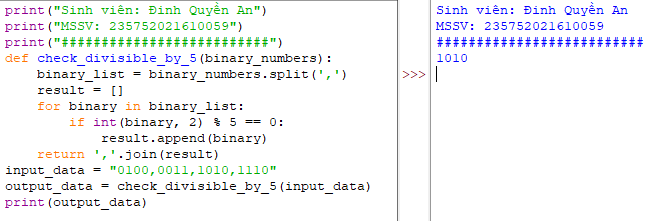 print("Sinh viên: Đinh Quyền An")
print("MSSV: 235752021610059")
print("##########################")
def check_divisible_by_5(binary_numbers):
    binary_list = binary_numbers.split(',')
    result = []
    for binary in binary_list:
        if int(binary, 2) % 5 == 0:
            result.append(binary)
    return ','.join(result)
input_data = "0100,0011,1010,1110"
output_data = check_divisible_by_5(input_data)
print(output_data)
Sinh viên: Đinh Quyền An
MSSV: 235752021610059
##########################
1010
>>>